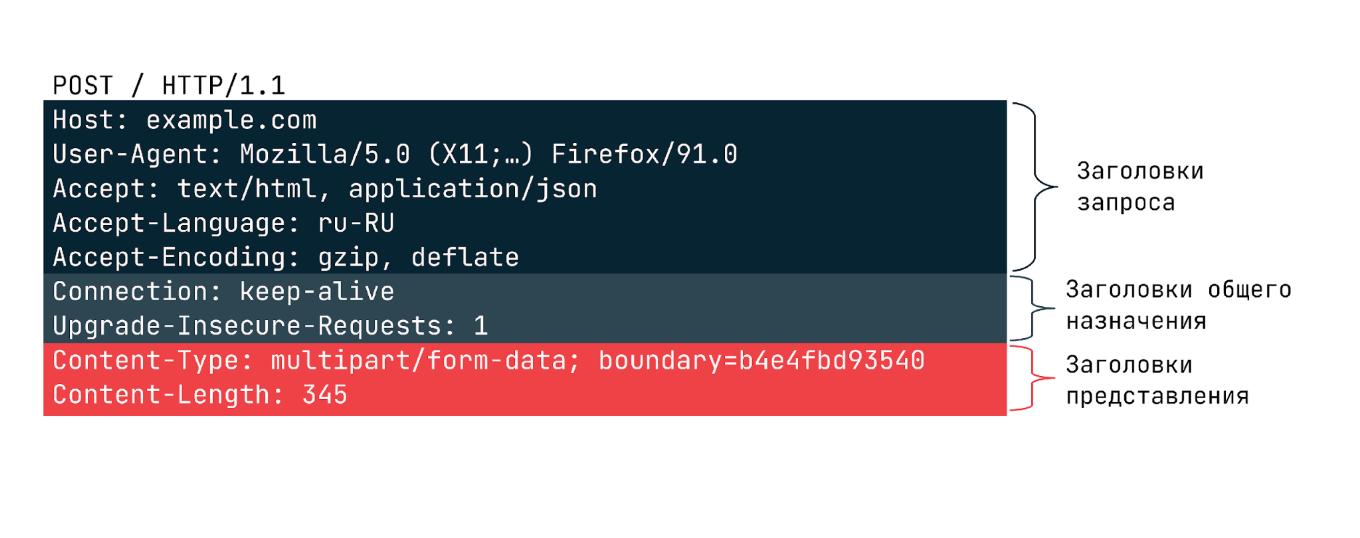 POST / HTTP/1.1
Host: example.com
User-Agent: Mozilla/5.0 (X11;…) Firefox/91.0
Accept: text/html, application/json
Accept-Language: ru-RU
Accept-Encoding: gzip, deflate
Connection: keep-alive
Upgrade-Insecure-Requests: 1
Content-Type: multipart/form-data; boundary=b4e4fbd93540
Content-Length: 345
Заголовки
запроса
Заголовки общего
назначения
Заголовки
представления